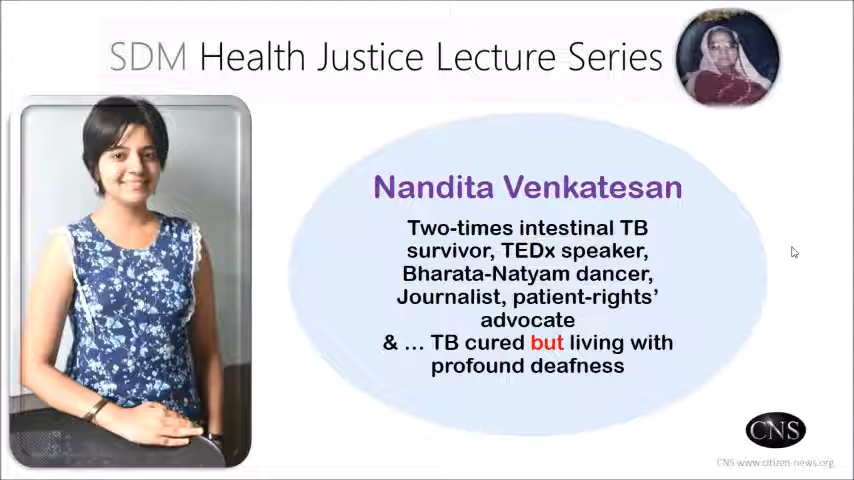 SDM Health Justice Lecture Series
Nandita Venkatesan
Two-times intestinal TB
survivor, TEDx speaker,
Bharata-Natyam dancer,
Journalist, patient-rights’
advocate
& ... TB cured but living with
profound deafness
CNS
CNS www.citizen-news.org